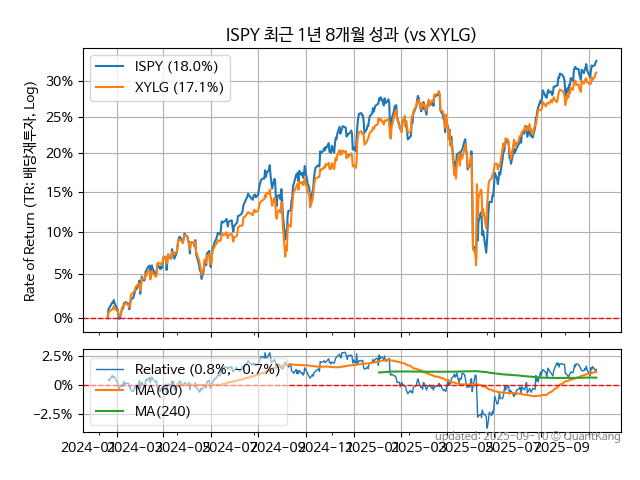 ISPY 최근 1년 8개월 성과 (vs XYLG)
ISPY (18.0%)
XYLG (17.1%)
Rate of Return (TR: 배당재투자, Log)
30%
25%
20%
15%
10%
5%
0%
2.5%
0%
−2.5%
Relative (0.8%, ~0.7%)
MA(60)
MA(240)
2024-01 2024-03 2024-05 2024-07 2024-09 2024-11 2025-01 2025-03 2025-05 2025-07 2025-09
updated: 2025-09-10 © QuantKang